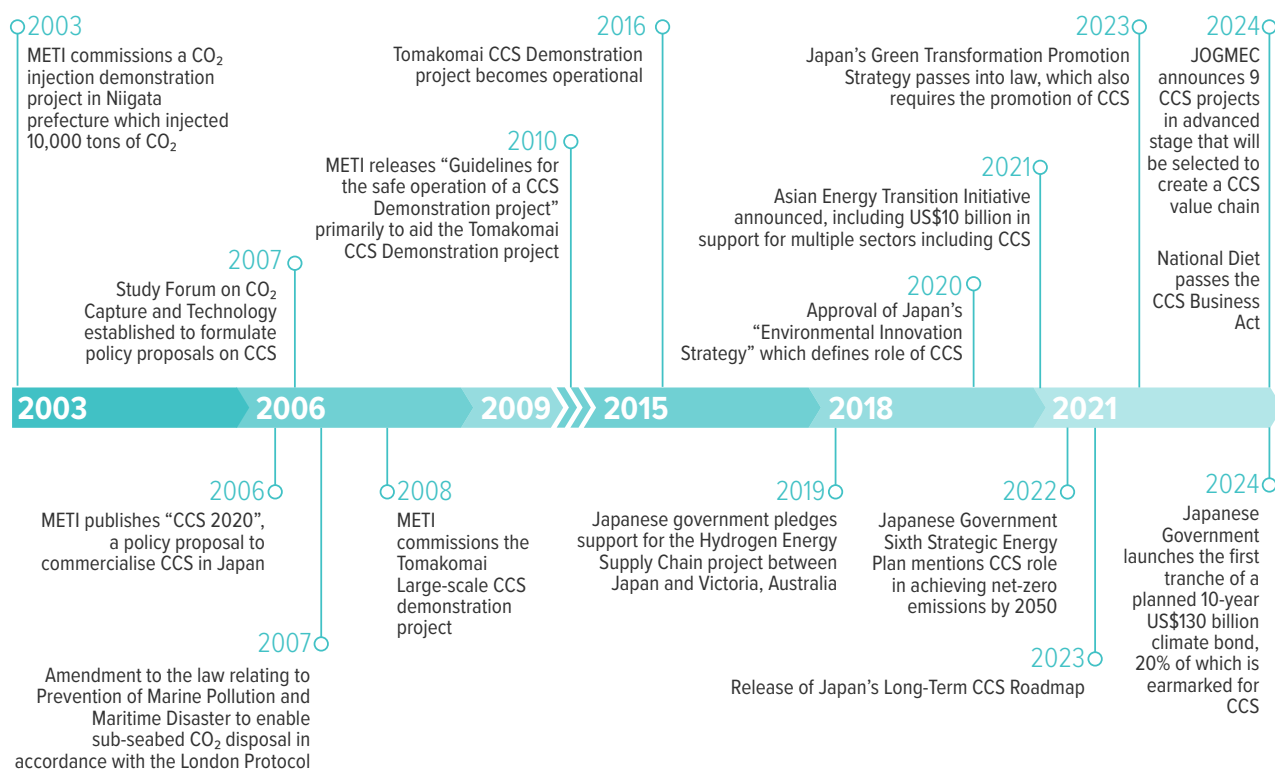 2003
METI commissions a CO₂
injection demonstration
project in Niigata
prefecture which injected
10,000 tons of CO₂
2007
Study Forum on CO₂
Capture and Technology
established to formulate
policy proposals on CCS
2010
METI releases “Guidelines for
the safe operation of a CCS
Demonstration project”
primarily to aid the Tomakomai
CCS Demonstration project
2016
Tomakomai CCS Demonstration
project becomes operational
2020
Approval of Japan’s
“Environmental Innovation
Strategy” which defines role of CCS
2021
Asian Energy Transition Initiative
announced, including US$10 billion in
support for multiple sectors including CCS
2023
Japan’s Green Transformation Promotion
Strategy passes into law, which also
requires the promotion of CCS
2024
JOGMEC
announces 9
CCS projects
in advanced
stage that will
be selected to
create a CCS
value chain
National Diet
passes the
CCS Business
Act
2003
2006
2009
2015
2018
2021
2006
METI publishes “CCS 2020”,
a policy proposal to
commercialise CCS in Japan
2007
Amendment to the law relating to
Prevention of Marine Pollution and
Maritime Disaster to enable
sub-seabed CO₂ disposal in
accordance with the London Protocol
2008
METI
commissions the
Tomakomai
Large-scale CCS
demonstration
project
2019
Japanese government pledges
support for the Hydrogen Energy
Supply Chain project between
Japan and Victoria, Australia
2022
Japanese Government
Sixth Strategic Energy
Plan mentions CCS role
in achieving net-zero
emissions by 2050
2023
Release of Japan’s Long-Term CCS Roadmap
2024
Japanese
Government
launches the first
tranche of a
planned 10-year
US$130 billion
climate bond,
20% of which is
earmarked for
CCS